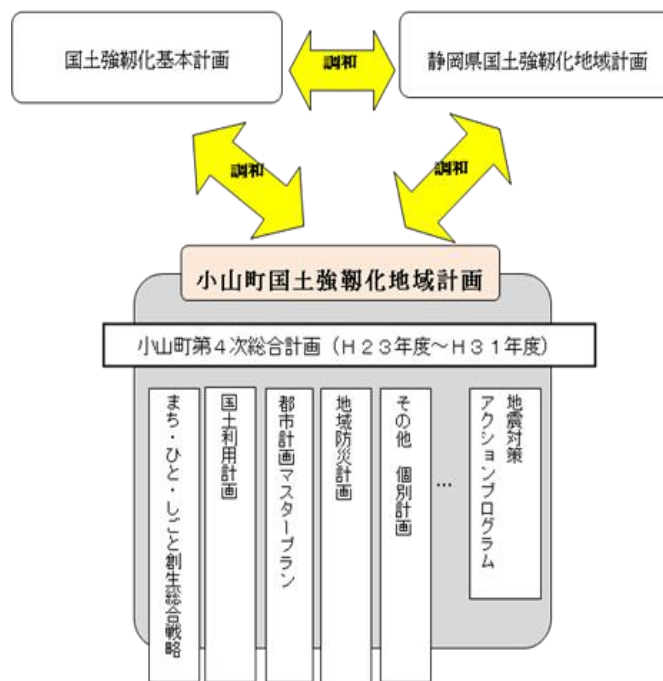 国土強靱化基本計画
調和
静岡県国土強靱化地域計画
調和
調和
小山町国土強靱化地域計画
小山町第4次総合計画（H23年度～H31年度）
まち・ひと・しごと創生総合戦略
国土利用計画
都市計画マスタープラン
地域防災計画
その他　個別計画
…
地震対策
アクションプログラム